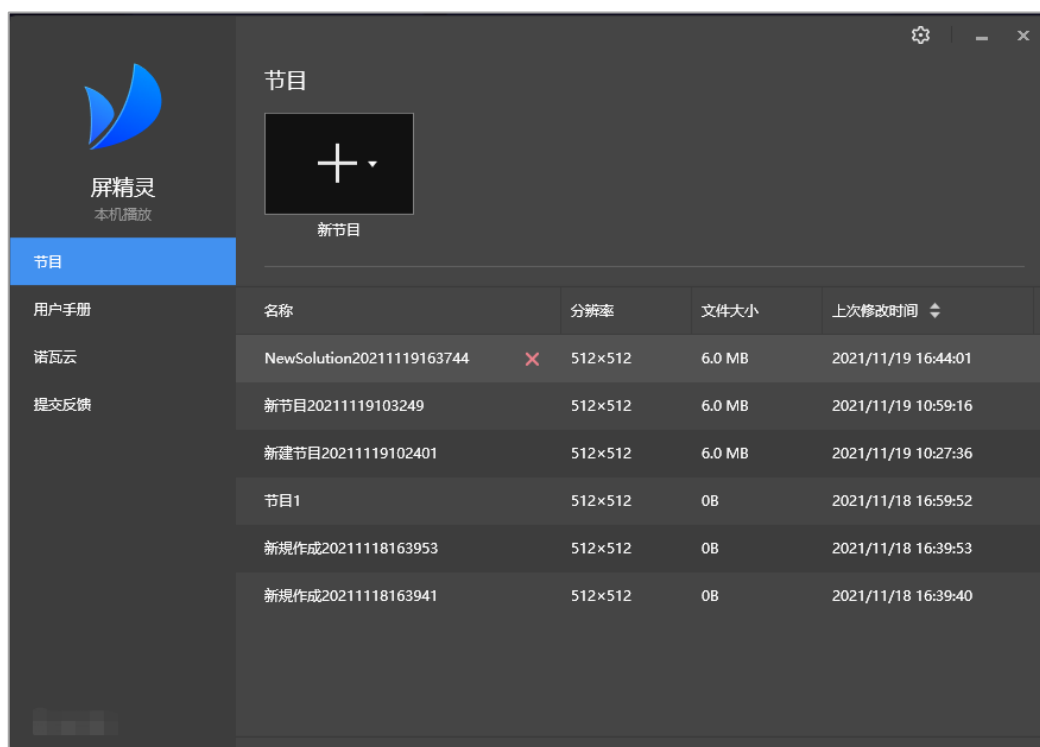 屏精灵
本机播放
节目
用户手册
诺瓦云
提交反馈
节目
新节目
名称 分辨率 文件大小 上次修改时间
NewSolution20211119163744 512×512 6.0 MB 2021/11/19 16:44:01
新节目20211119103249 512×512 6.0 MB 2021/11/19 10:59:16
新建节目20211119102401 512×512 6.0 MB 2021/11/19 10:27:36
节目1 512×512 0B 2021/11/18 16:59:52
新規作成20211118163953 512×512 0B 2021/11/18 16:39:53
新規作成20211118163941 512×512 0B 2021/11/18 16:39:40